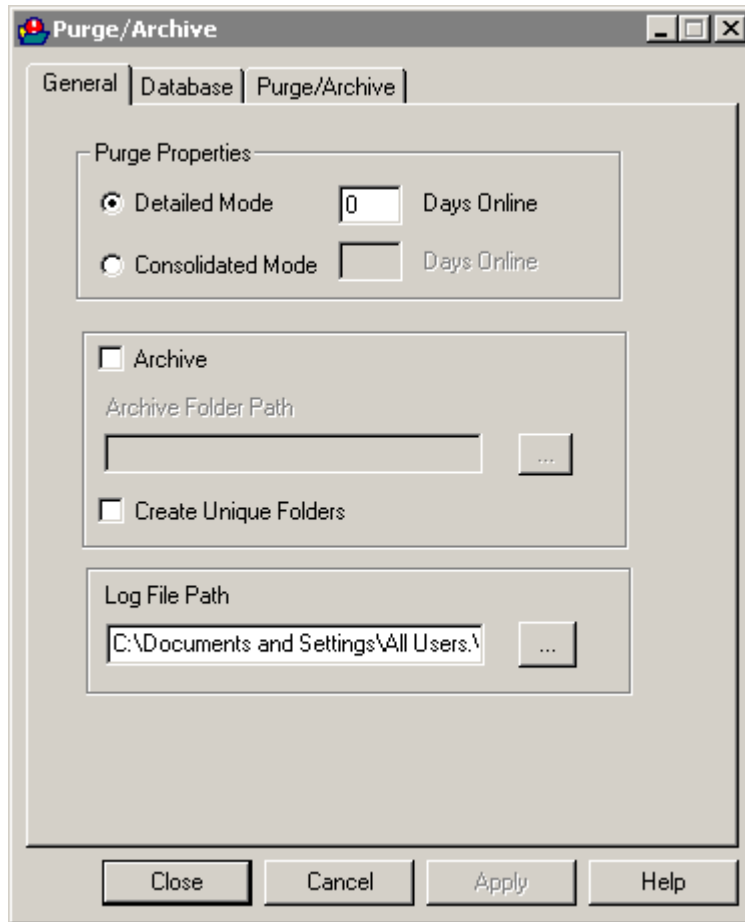 Purge/Archive
General Database Purge/Archive
Purge Properties
Detailed Mode 0 Days Online
Consolidated Mode Days Online
Archive
Archive Folder Path
...
Create Unique Folders
Log File Path
C:\Documents and Settings\All Users.\ ...
Close Cancel Apply Help